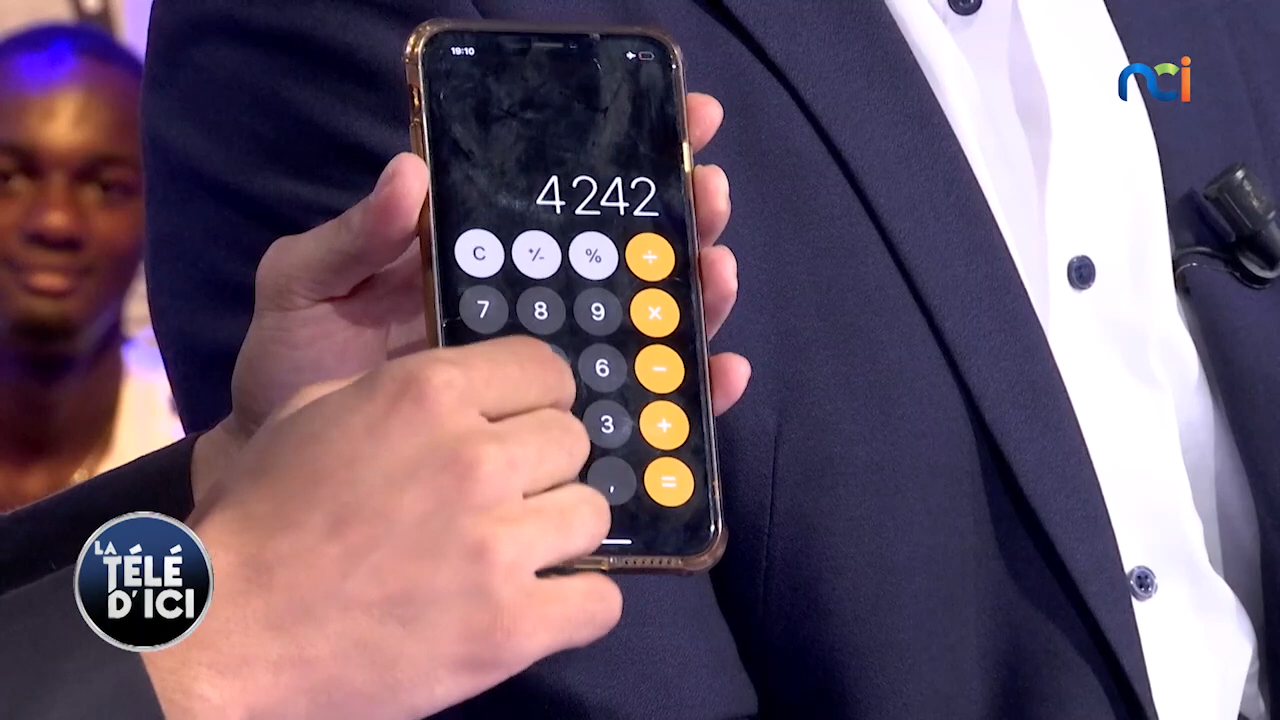 19:10
nci
4242
C +/- % ÷
7 8 9 ×
6 −
3 +
, =
LA
TÉLÉ
D'ICI